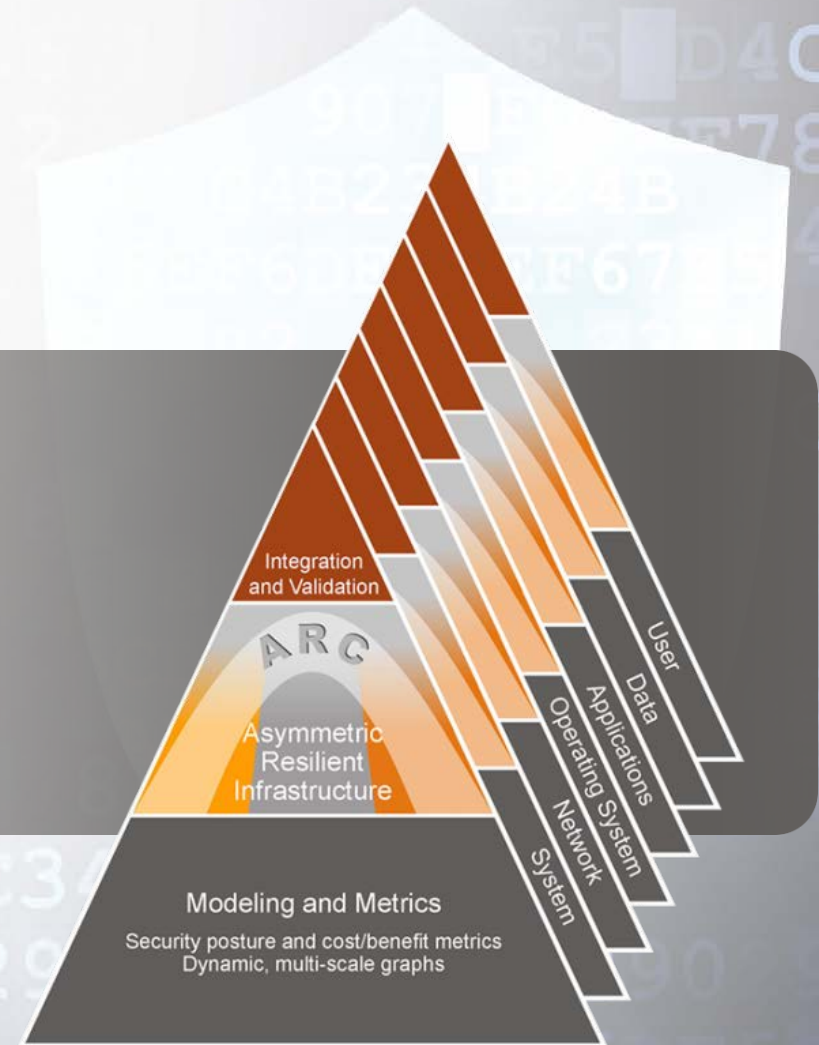 Integration
and Validation
ARC
Asymmetric
Resilient
Infrastructure
Modeling and Metrics
Security posture and cost/benefit metrics
Dynamic, multi-scale graphs
User
Data
Applications
Operating System
Network
System